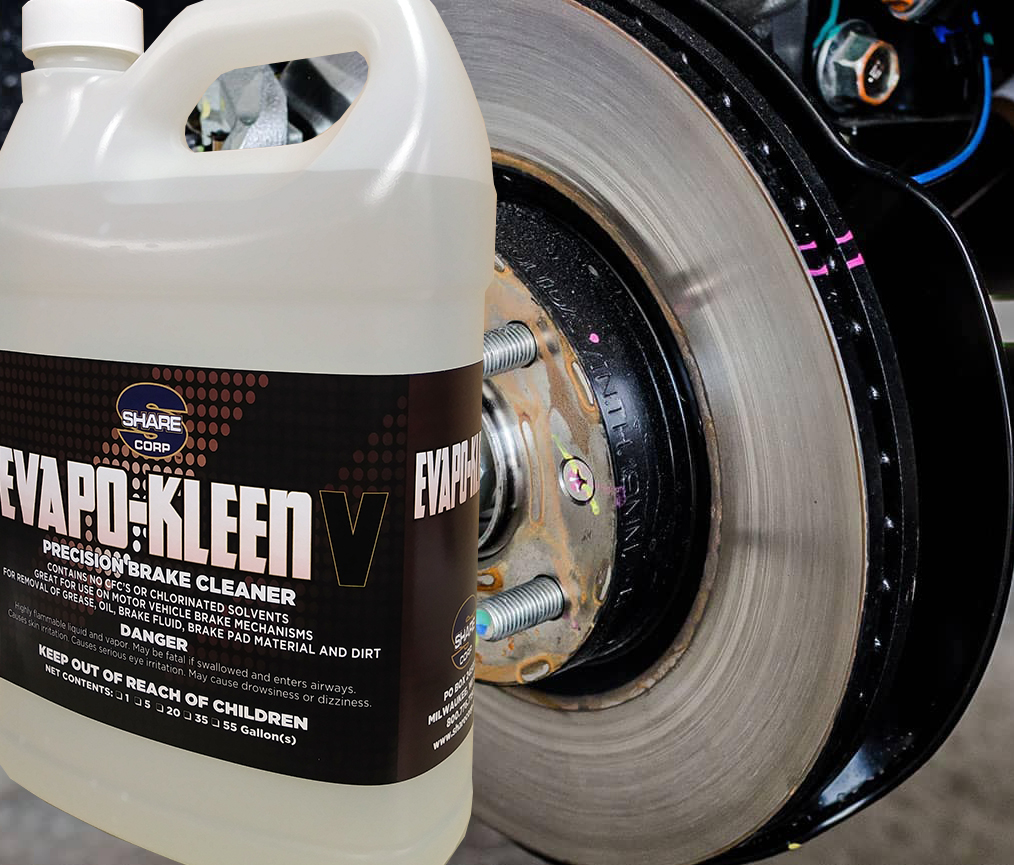 SHARE
CORP
EVAPO-KLEEN V
PRECISION BRAKE CLEANER
CONTAINS NO CFC'S OR CHLORINATED SOLVENTS
GREAT FOR USE ON MOTOR VEHICLE BRAKE MECHANISMS
FOR REMOVAL OF GREASE, OIL, BRAKE FLUID, BRAKE PAD MATERIAL AND DIRT
DANGER
Highly flammable liquid and vapor. May be fatal if swallowed and enters airways.
Causes skin irritation. Causes serious eye irritation. May cause drowsiness or dizziness.
KEEP OUT OF REACH OF CHILDREN
NET CONTENTS: ❏ 1 ❏ 5 ❏ 20 ❏ 35 ❏ 55 Gallon(s)
EVAPO-K
SHARE
CORP
PO BOX
MILWAUKEE,
800.776
www.shareco